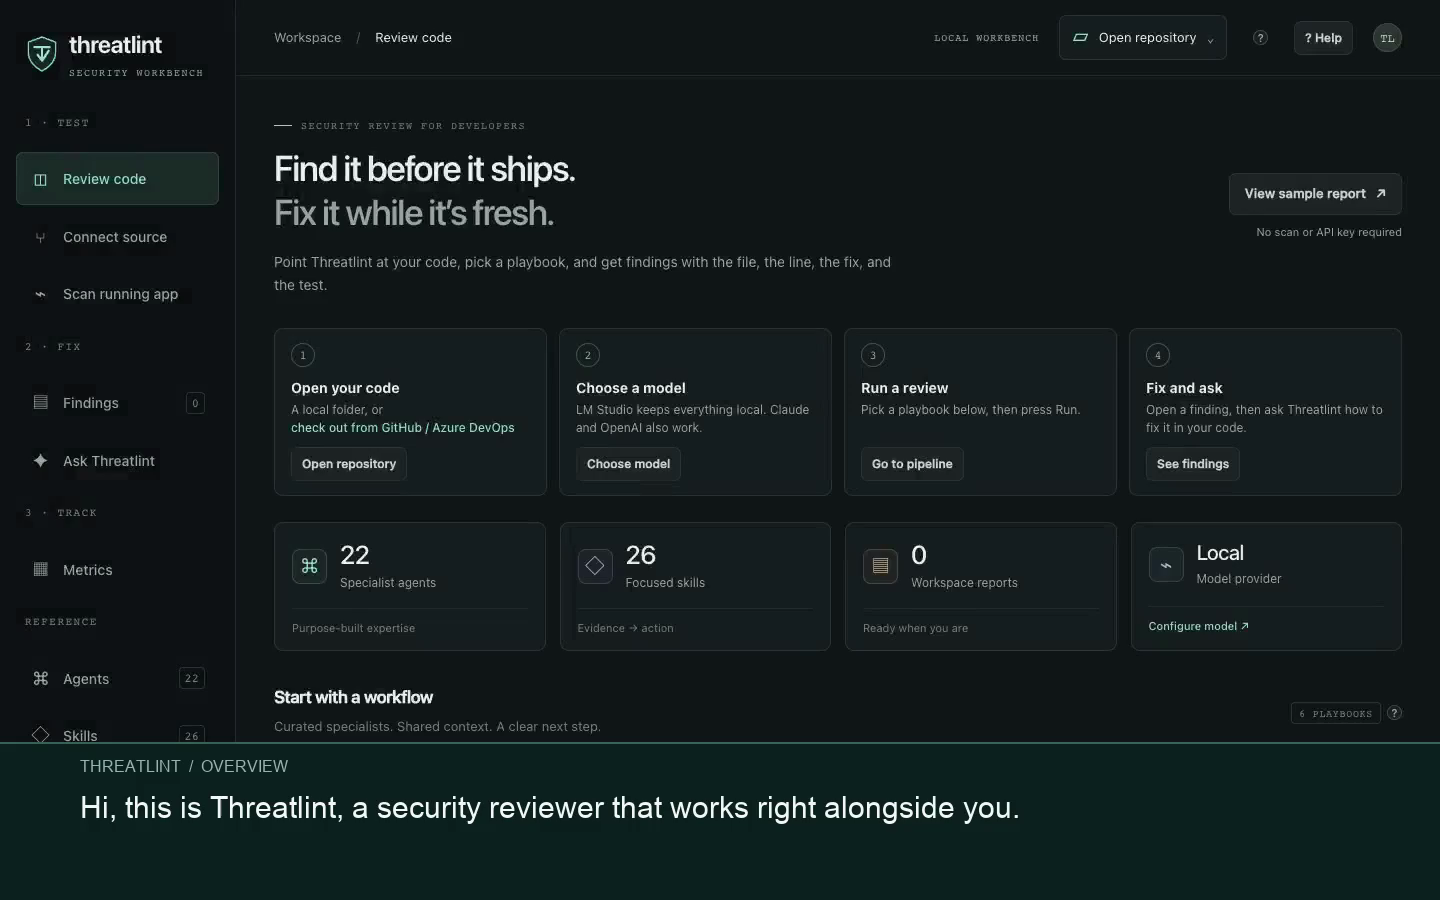 threatlint
SECURITY WORKBENCH
1 · TEST
Review code
Connect source
Scan running app
2 · FIX
Findings 0
Ask Threatlint
3 · TRACK
Metrics
REFERENCE
Agents 22
Skills 26
Workspace / Review code
LOCAL WORKBENCH
Open repository
?
? Help
TL
SECURITY REVIEW FOR DEVELOPERS
Find it before it ships.
Fix it while it's fresh.
Point Threatlint at your code, pick a playbook, and get findings with the file, the line, the fix, and
the test.
View sample report ↗
No scan or API key required
1
Open your code
A local folder, or
check out from GitHub / Azure DevOps
Open repository
2
Choose a model
LM Studio keeps everything local. Claude
and OpenAI also work.
Choose model
3
Run a review
Pick a playbook below, then press Run.
Go to pipeline
4
Fix and ask
Open a finding, then ask Threatlint how to
fix it in your code.
See findings
22
Specialist agents
Purpose-built expertise
26
Focused skills
Evidence → action
0
Workspace reports
Ready when you are
Local
Model provider
Configure model ↗
Start with a workflow
Curated specialists. Shared context. A clear next step.
6 PLAYBOOKS
?
THREATLINT / OVERVIEW
Hi, this is Threatlint, a security reviewer that works right alongside you.